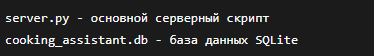 server.py - основной серверный скрипт
cooking_assistant.db - база данных SQLite